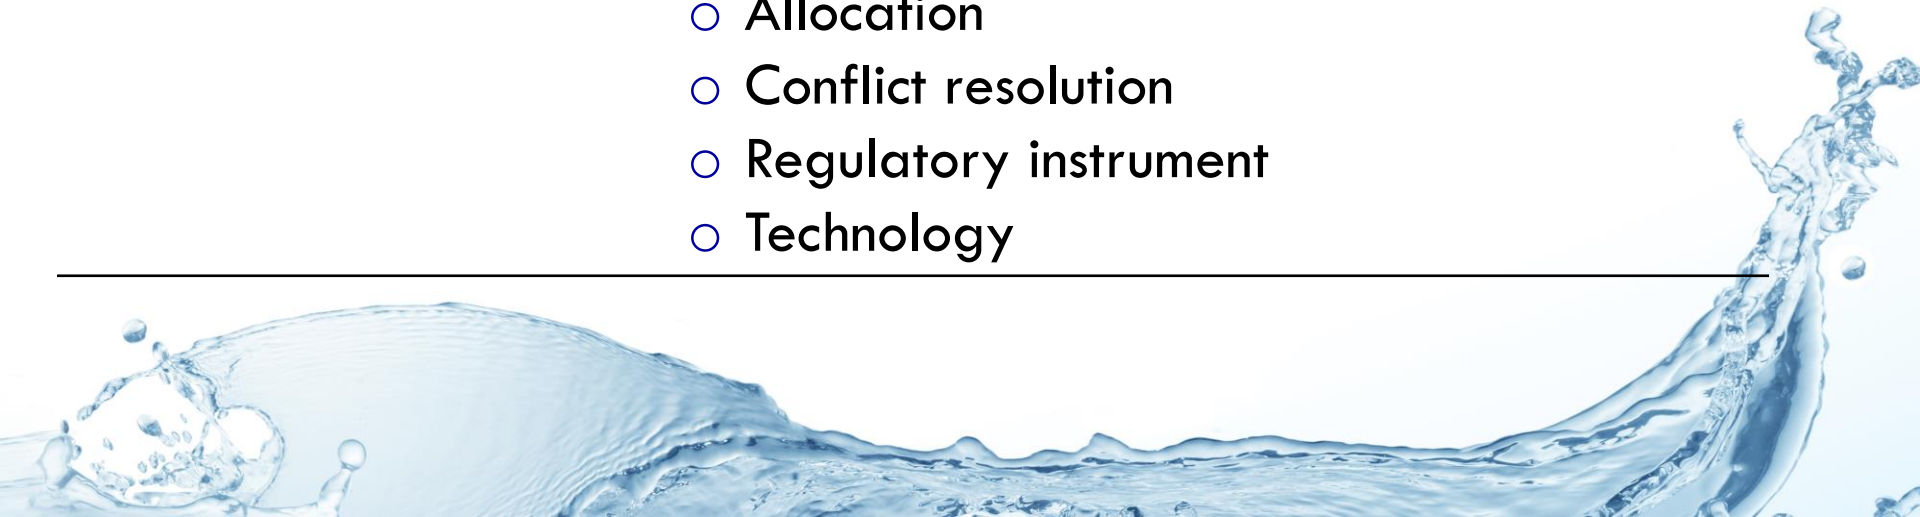 Allocation
Conflict resolution
Regulatory instrument
Technology